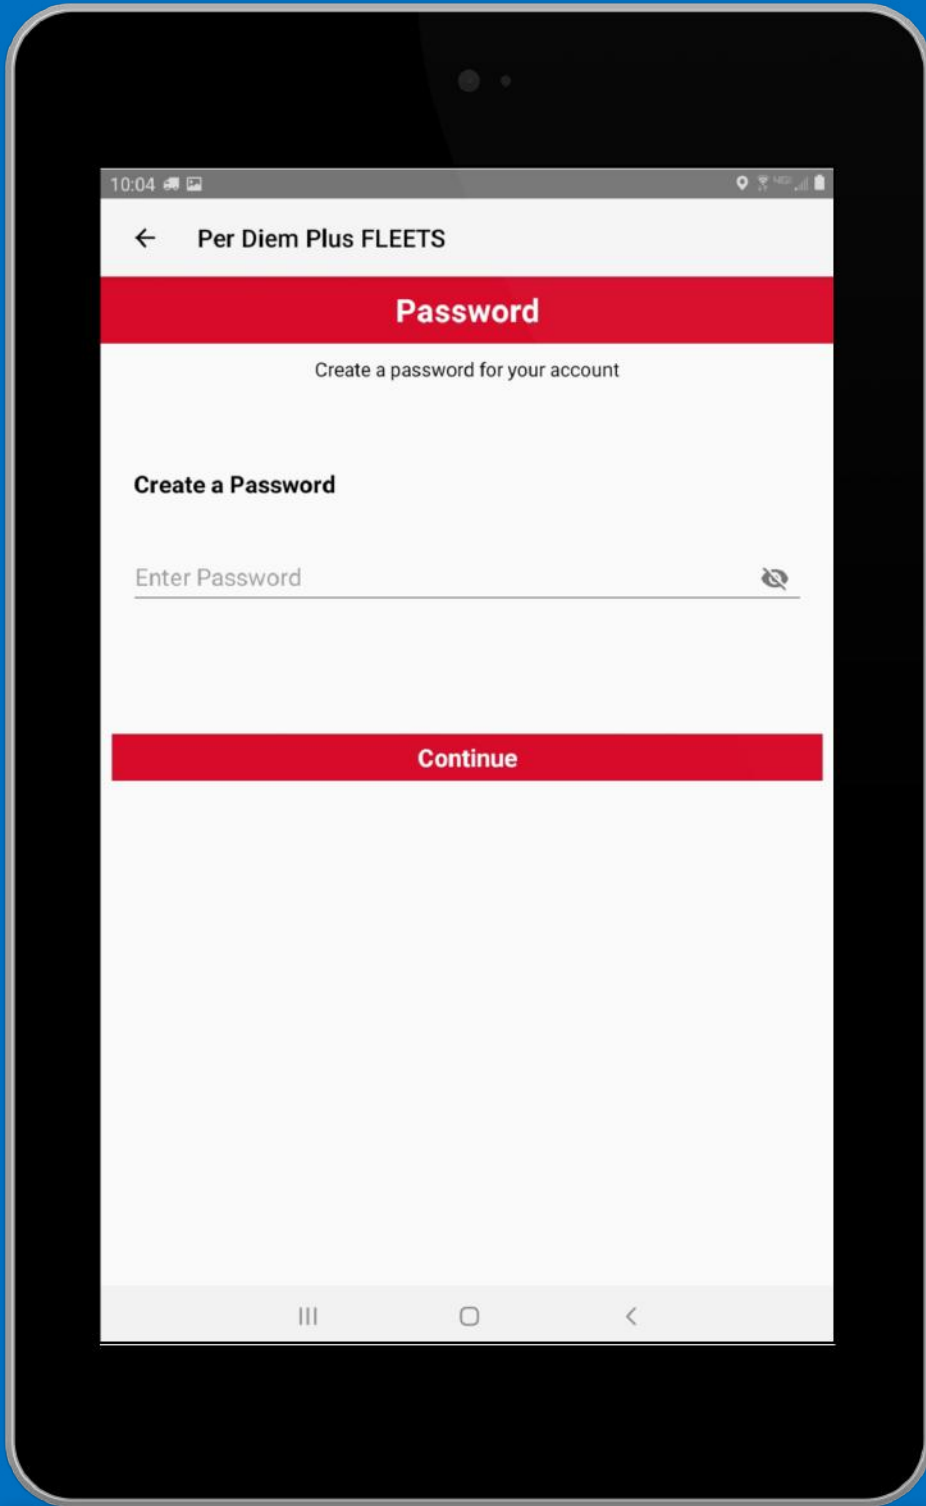 10:04
Per Diem Plus FLEETS
Password
Create a password for your account
Create a Password
Enter Password
Continue